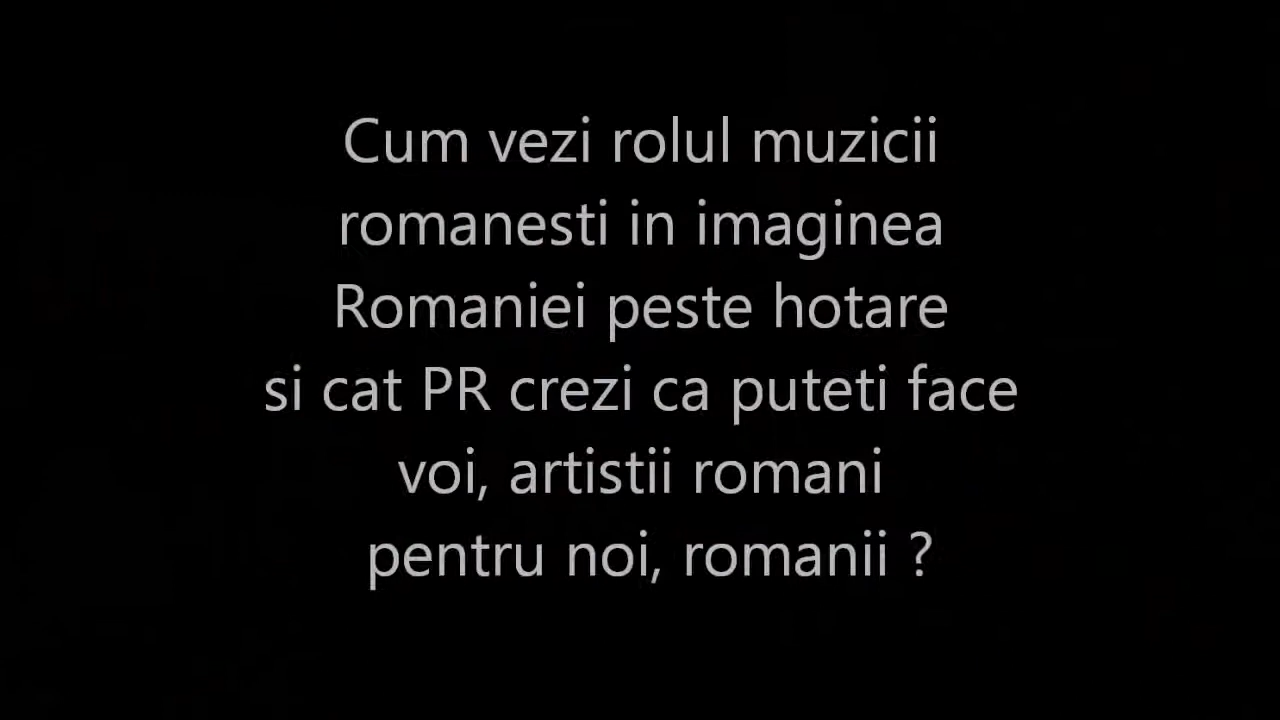 Cum vezi rolul muzicii
romanesti in imaginea
Romaniei peste hotare
si cat PR crezi ca puteti face
voi, artistii romani
pentru noi, romanii ?